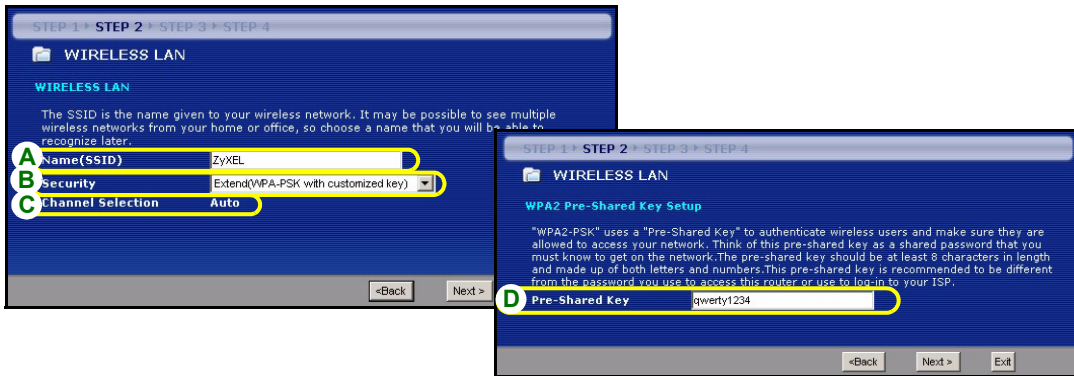 STEP 1 ▸ STEP 2 ▸ STEP 3 ▸ STEP 4
WIRELESS LAN
WIRELESS LAN
The SSID is the name given to your wireless network. It may be possible to see multiple
wireless networks from your home or office, so choose a name that you will be able to
recognize later.
A Name(SSID) ZyXEL
B Security Extend(WPA-PSK with customized key)
C Channel Selection Auto
<Back Next >
STEP 1 ▸ STEP 2 ▸ STEP 3 ▸ STEP 4
WIRELESS LAN
WPA2 Pre-Shared Key Setup
"WPA2-PSK" uses a "Pre-Shared Key" to authenticate wireless users and make sure they are
allowed to access your network. Think of this pre-shared key as a shared password that you
must know to get on the network.The pre-shared key should be at least 8 characters in length
and made up of both letters and numbers.This pre-shared key is recommended to be different
from the password you use to access this router or use to log-in to your ISP.
D Pre-Shared Key qwerty1234
<Back Next > Exit